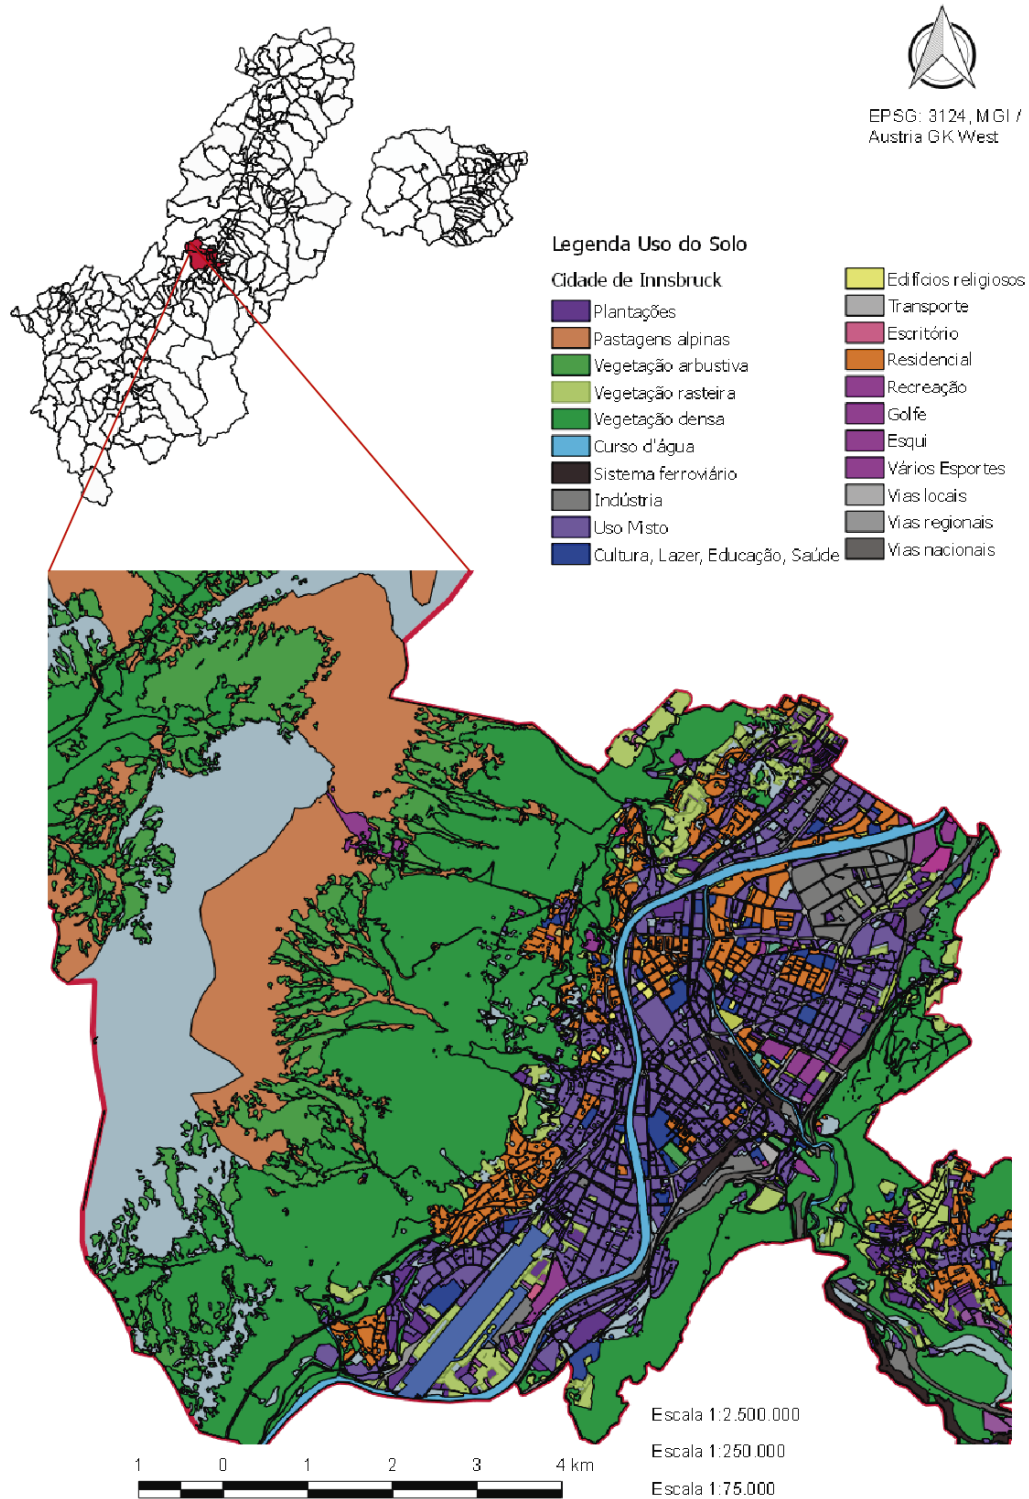 EPSG: 3124, MGI /
Austria GK West
Legenda Uso do Solo
Cidade de Innsbruck
Plantações
Pastagens alpinas
Vegetação arbustiva
Vegetação rasteira
Vegetação densa
Curso d'água
Sistema ferroviário
Indústria
Uso Misto
Cultura, Lazer, Educação, Saúde
Edifícios religiosos
Transporte
Escritório
Residencial
Recreação
Golfe
Esqui
Vários Esportes
Vias locais
Vias regionais
Vias nacionais
Escala 1:2.500.000
Escala 1:250.000
Escala 1:75.000
1 0 1 2 3 4 km